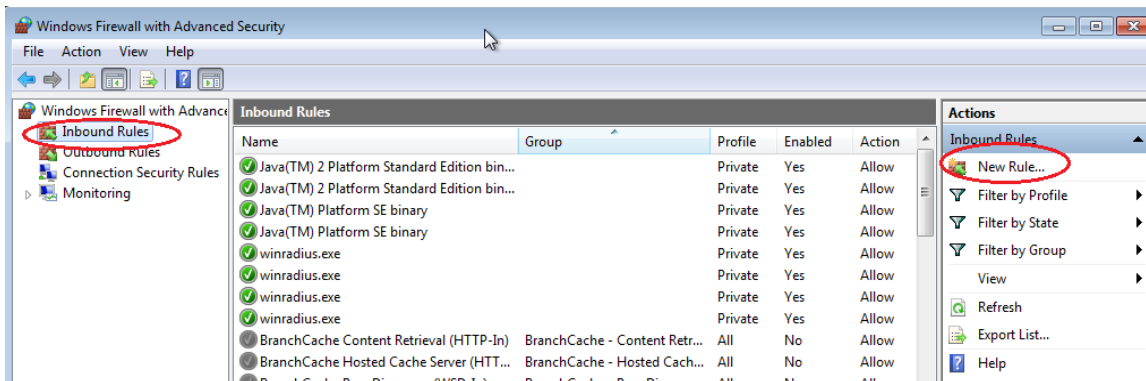 Windows Firewall with Advanced Security
File Action View Help
Windows Firewall with Advance
Inbound Rules
Outbound Rules
Connection Security Rules
Monitoring
Inbound Rules
Name Group Profile Enabled Action
Java(TM) 2 Platform Standard Edition bin... Private Yes Allow
Java(TM) 2 Platform Standard Edition bin... Private Yes Allow
Java(TM) Platform SE binary Private Yes Allow
Java(TM) Platform SE binary Private Yes Allow
winradius.exe Private Yes Allow
winradius.exe Private Yes Allow
winradius.exe Private Yes Allow
winradius.exe Private Yes Allow
BranchCache Content Retrieval (HTTP-In) BranchCache - Content Retr... All No Allow
BranchCache Hosted Cache Server (HTT... BranchCache - Hosted Cach... All No Allow
Actions
Inbound Rules
New Rule...
Filter by Profile
Filter by State
Filter by Group
View
Refresh
Export List...
Help